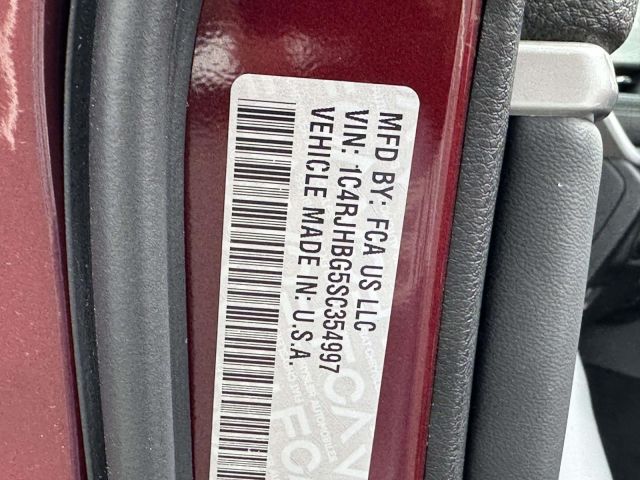 MFD BY: FCA US LLC
VIN: 1C4RJHBG5SC354997
VEHICLE MADE IN: U.S.A.